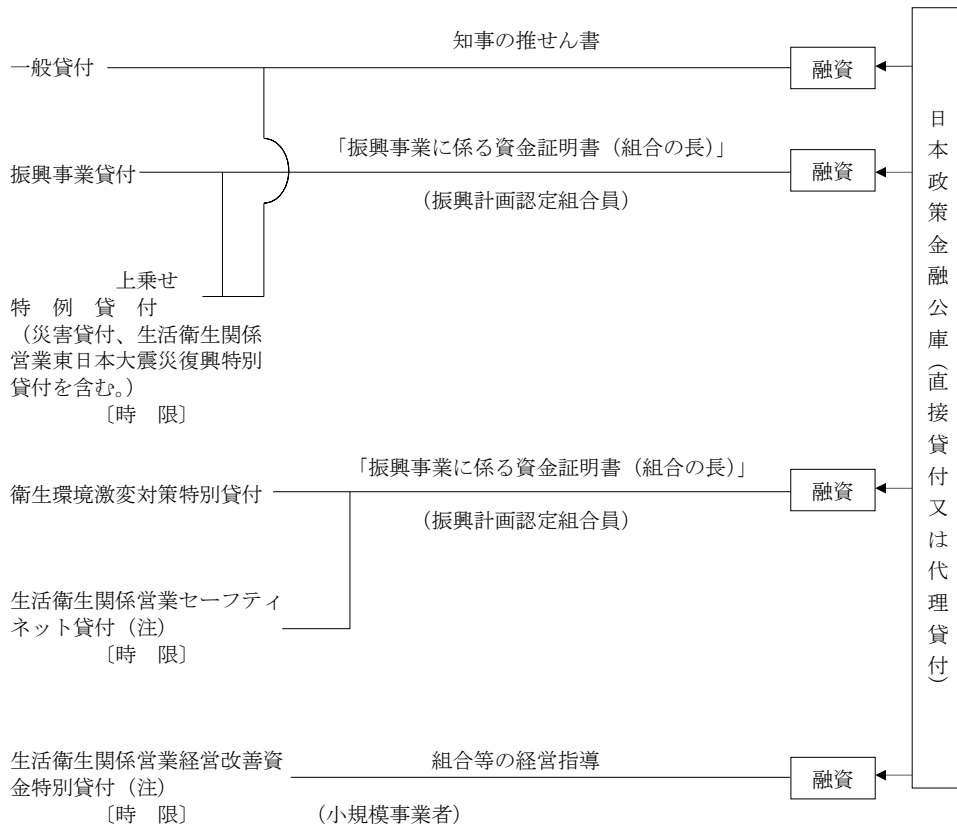 知事の推せん書
一般貸付
融資
「振興事業に係る資金証明書（組合の長）」
振興事業貸付
融資
（振興計画認定組合員）
上乗せ
特　例　貸　付
（災害貸付、生活衛生関係
営業東日本大震災復興特別
貸付を含む。）
〔時　限〕
「振興事業に係る資金証明書（組合の長）」
衛生環境激変対策特別貸付
融資
（振興計画認定組合員）
生活衛生関係営業セーフティ
ネット貸付（注）
〔時　限〕
生活衛生関係営業経営改善資
金特別貸付（注）
〔時　限〕
組合等の経営指導
融資
（小規模事業者）
日本政策金融公庫（直接貸付又は代理貸付）